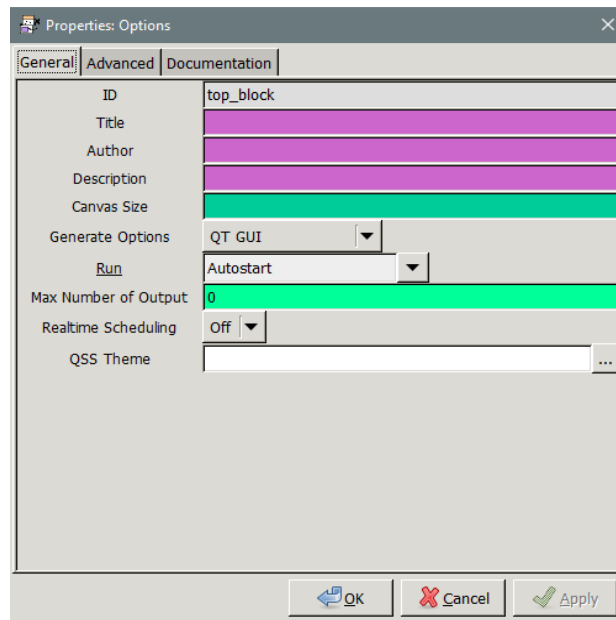 Properties: Options
General Advanced Documentation
ID top_block
Title
Author
Description
Canvas Size
Generate Options QT GUI
Run Autostart
Max Number of Output 0
Realtime Scheduling Off
QSS Theme ...
OK Cancel Apply